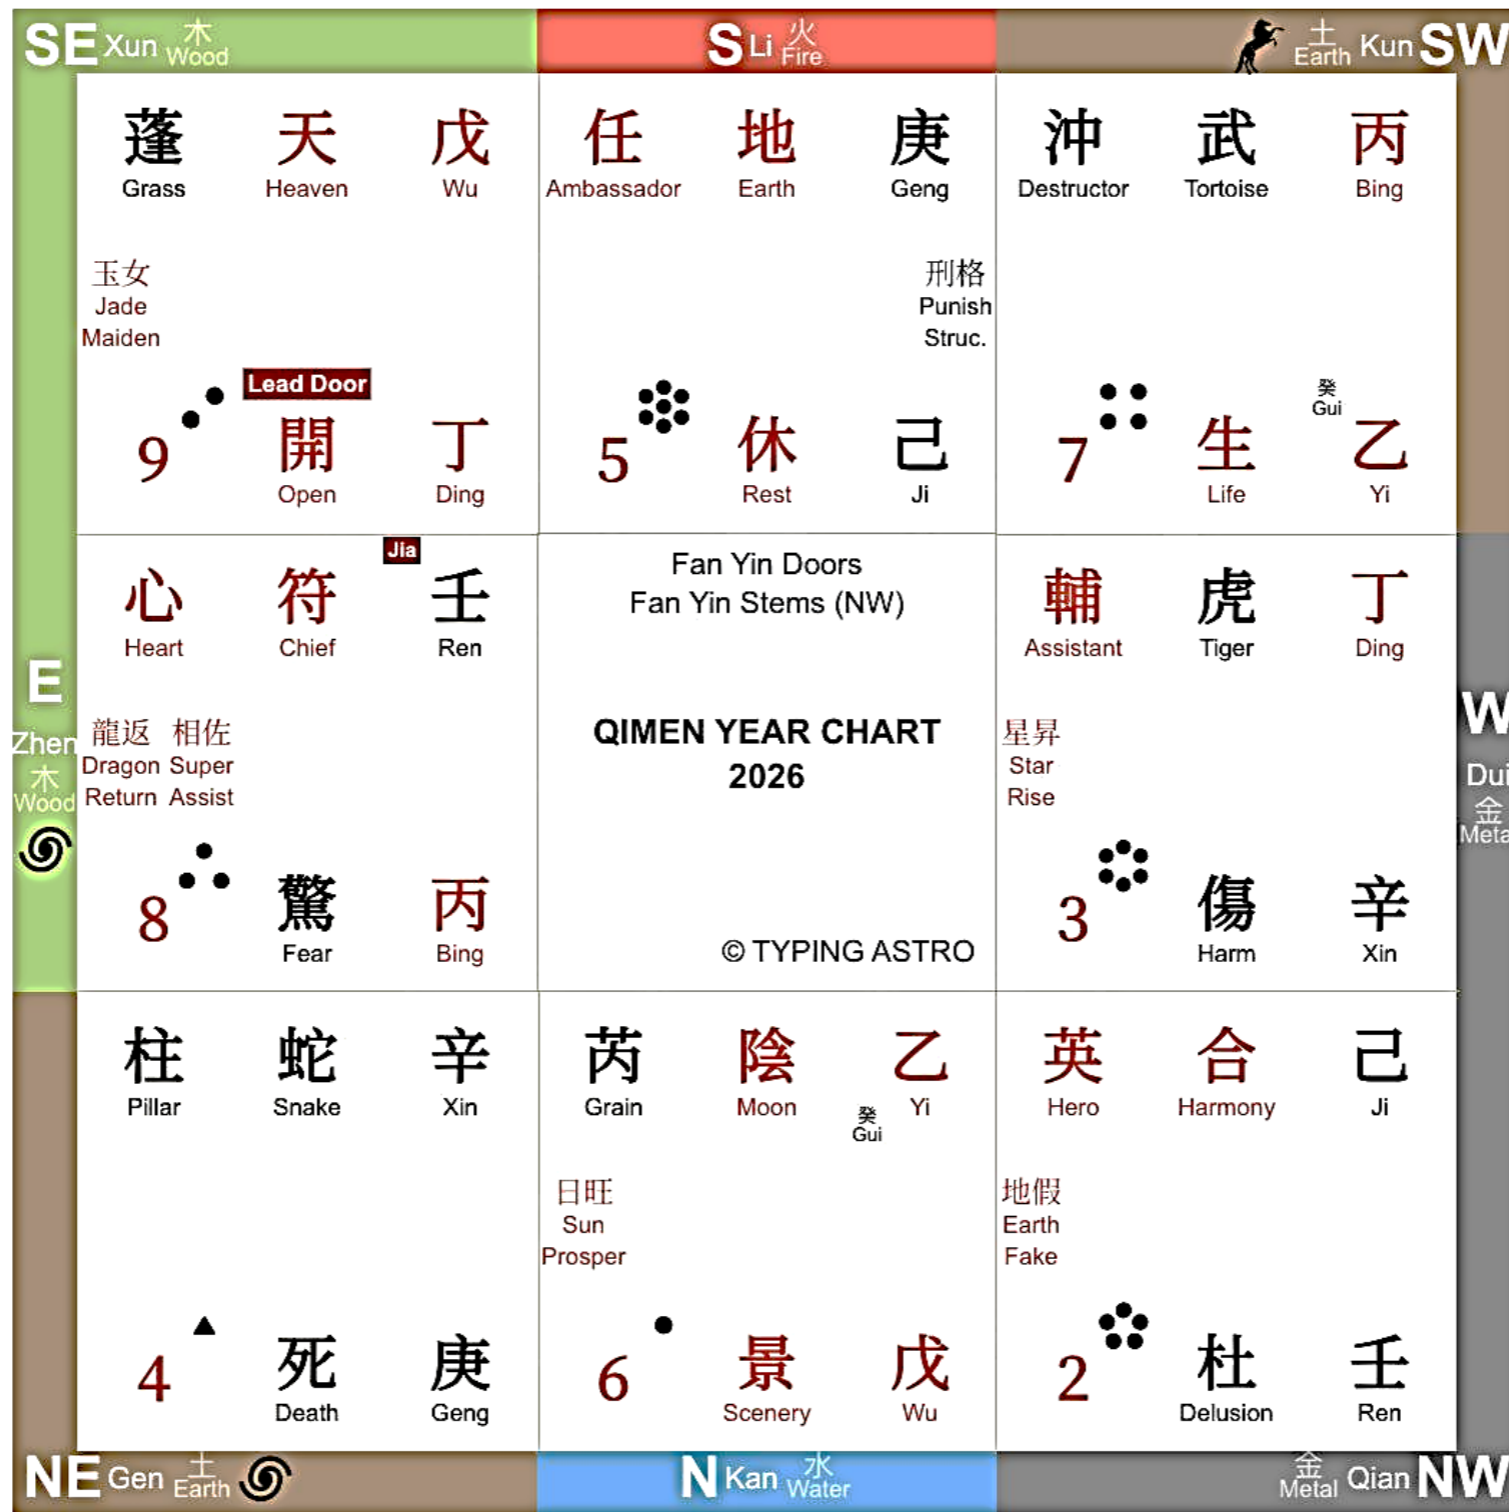 SE Xun 木 Wood
S Li 火 Fire
土 Earth Kun SW
蓬 天 戊
Grass Heaven Wu
玉女
Jade
Maiden
Lead Door
9 開 丁
Open Ding
任 地 庚
Ambassador Earth Geng
刑格
Punish
Struc.
5 休 己
Rest Ji
沖 武 丙
Destructor Tortoise Bing
癸
Gui
7 生 乙
Life Yi
E
Zhen
木
Wood
Jia
心 符 壬
Heart Chief Ren
龍返 相佐
Dragon Super
Return Assist
8 驚 丙
Fear Bing
Fan Yin Doors
Fan Yin Stems (NW)
QIMEN YEAR CHART
2026
© TYPING ASTRO
輔 虎 丁
Assistant Tiger Ding
星昇
Star
Rise
3 傷 辛
Harm Xin
W
Dui
金
Meta
柱 蛇 辛
Pillar Snake Xin
4 死 庚
Death Geng
芮 陰 乙
Grain Moon Yi
癸
Gui
日旺
Sun
Prosper
6 景 戊
Scenery Wu
英 合 己
Hero Harmony Ji
地假
Earth
Fake
2 杜 壬
Delusion Ren
NE Gen 土 Earth
N Kan 水 Water
金 Metal Qian NW